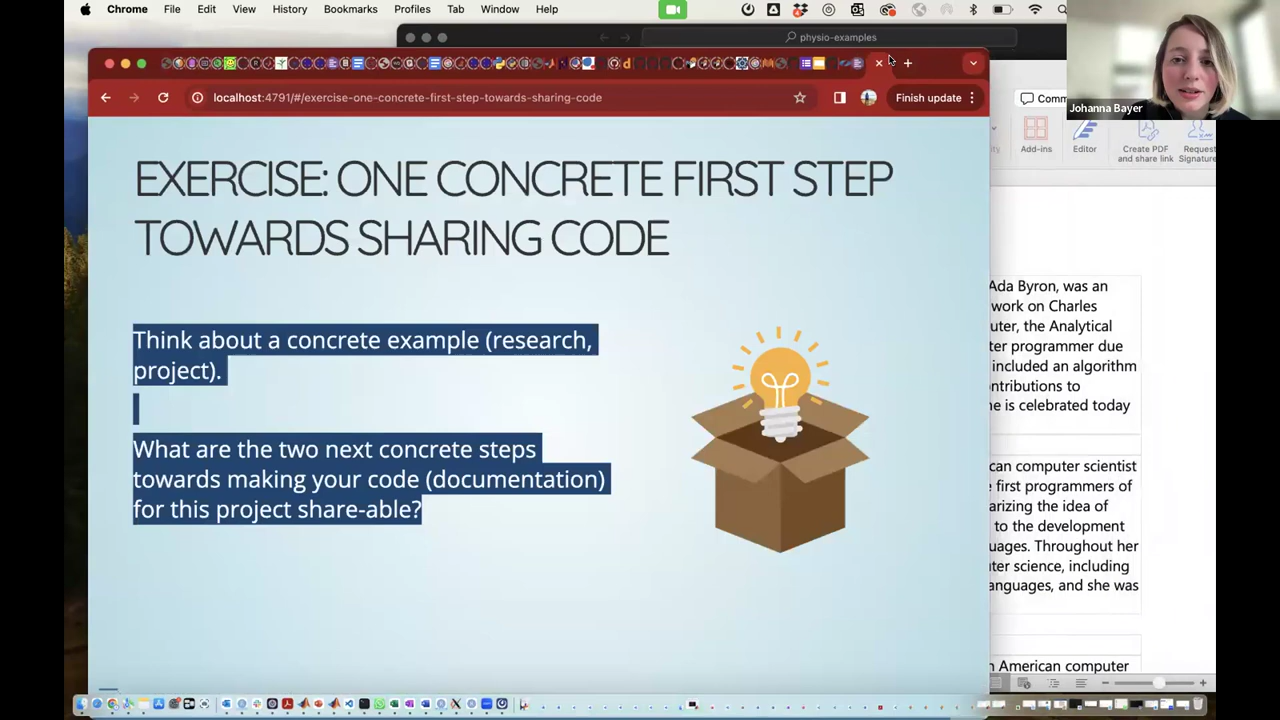 Chrome File Edit View History Bookmarks Profiles Tab Window Help
physio-examples
localhost:4791/#/exercise-one-concrete-first-step-towards-sharing-code
Finish update
Johanna Bayer
Comm
Add-ins
Editor
Create PDF
and share link
Request
Signature
EXERCISE: ONE CONCRETE FIRST STEP
TOWARDS SHARING CODE
Think about a concrete example (research,
project).
What are the two next concrete steps
towards making your code (documentation)
for this project share-able?
Ada Byron, was an
work on Charles
uter, the Analytical
ter programmer due
included an algorithm
ntributions to
ne is celebrated today
can computer scientist
first programmers of
arizing the idea of
to the development
uages. Throughout her
uter science, including
anguages, and she was
n American computer